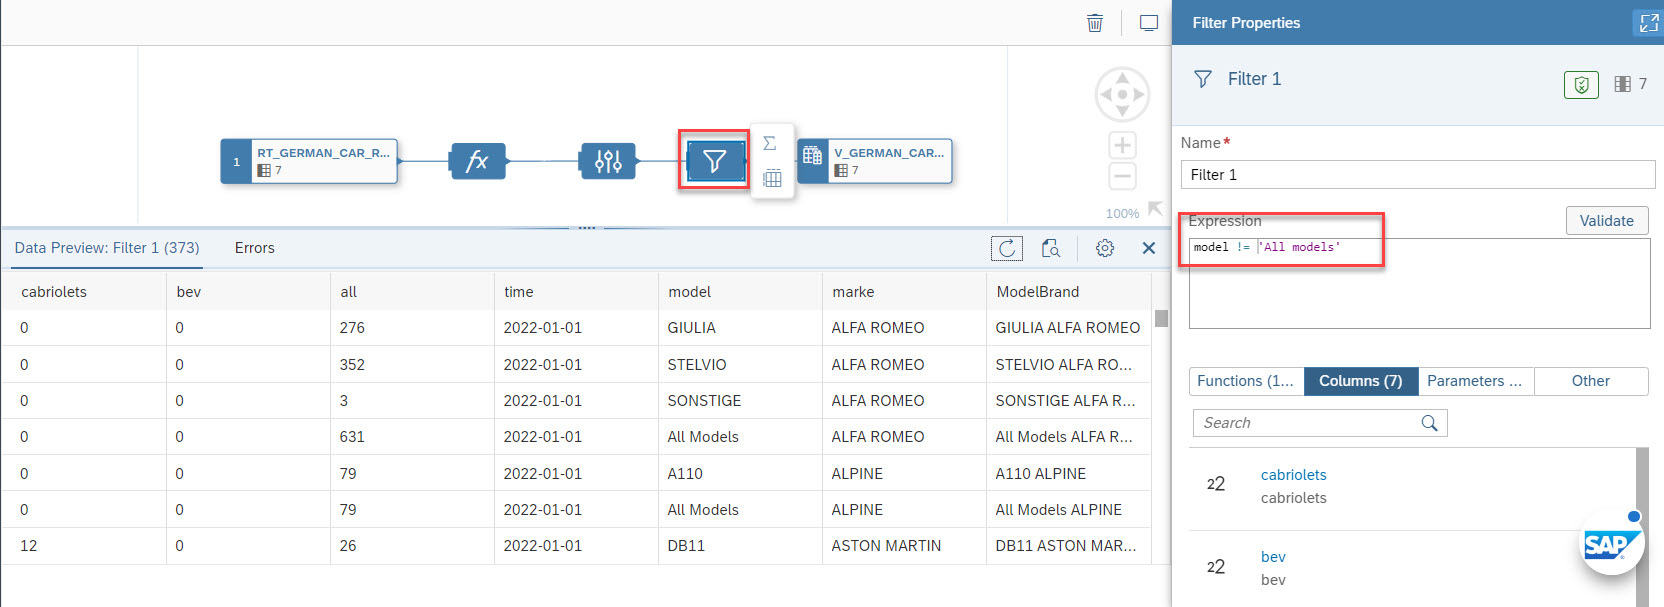 Filter Properties
Filter 1
7
1
RT_GERMAN_CAR_R...
7
fx
Σ
V_GERMAN_CAR...
7
100%
Name*
Filter 1
Expression
Validate
model != 'All models'
Data Preview: Filter 1 (373)
Errors
cabriolets bev all time model marke ModelBrand
0 0 276 2022-01-01 GIULIA ALFA ROMEO GIULIA ALFA ROMEO
0 0 352 2022-01-01 STELVIO ALFA ROMEO STELVIO ALFA RO...
0 0 3 2022-01-01 SONSTIGE ALFA ROMEO SONSTIGE ALFA R...
0 0 631 2022-01-01 All Models ALFA ROMEO All Models ALFA R...
0 0 79 2022-01-01 A110 ALPINE A110 ALPINE
0 0 79 2022-01-01 All Models ALPINE All Models ALPINE
12 0 26 2022-01-01 DB11 ASTON MARTIN DB11 ASTON MAR...
Functions (1... Columns (7) Parameters ... Other
Search
22
cabriolets
cabriolets
22
bev
bev
SAP